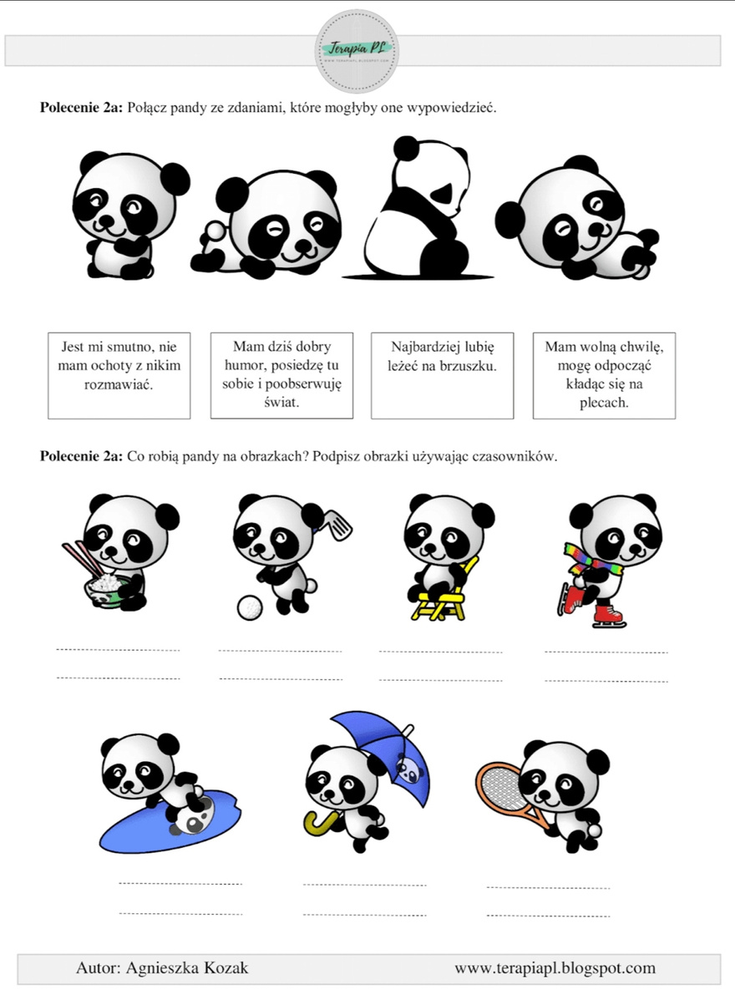 Terapia PL
WWW.TERAPIAPL.BLOGSPOT.COM
Polecenie 2a: Połącz pandy ze zdaniami, które mogłyby one wypowiedzieć.
Jest mi smutno, nie
mam ochoty z nikim
rozmawiać.
Mam dziś dobry
humor, posiedzę tu
sobie i poobserwuję
świat.
Najbardziej lubię
leżeć na brzuszku.
Mam wolną chwilę,
mogę odpocząć
kładąc się na
plecach.
Polecenie 2a: Co robią pandy na obrazkach? Podpisz obrazki używając czasowników.
Autor: Agnieszka Kozak
www.terapiapl.blogspot.com